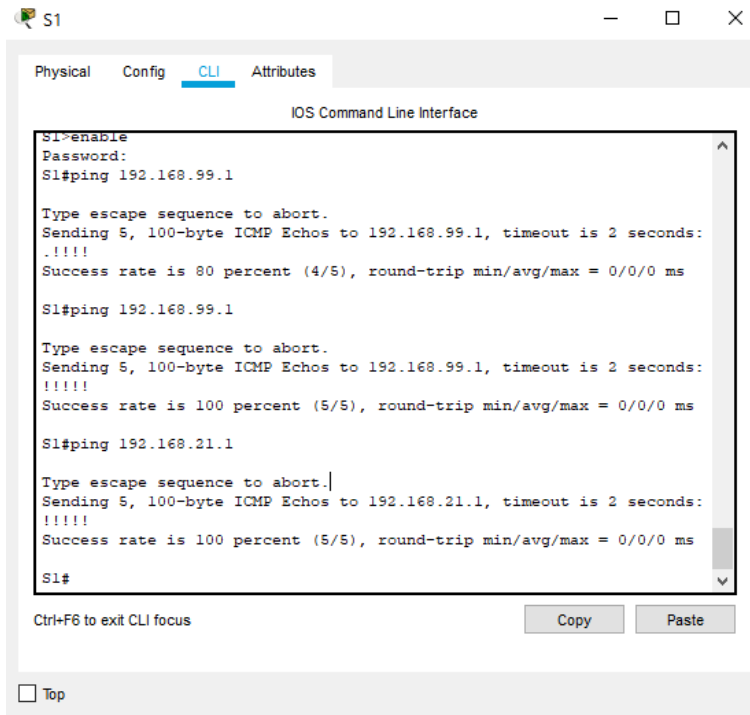 S1
Physical Config CLI Attributes
IOS Command Line Interface
S1>enable
Password:
S1#ping 192.168.99.1
Type escape sequence to abort.
Sending 5, 100-byte ICMP Echos to 192.168.99.1, timeout is 2 seconds:
.!!!!
Success rate is 80 percent (4/5), round-trip min/avg/max = 0/0/0 ms
S1#ping 192.168.99.1
Type escape sequence to abort.
Sending 5, 100-byte ICMP Echos to 192.168.99.1, timeout is 2 seconds:
!!!!!
Success rate is 100 percent (5/5), round-trip min/avg/max = 0/0/0 ms
S1#ping 192.168.21.1
Type escape sequence to abort.
Sending 5, 100-byte ICMP Echos to 192.168.21.1, timeout is 2 seconds:
!!!!!
Success rate is 100 percent (5/5), round-trip min/avg/max = 0/0/0 ms
S1#
Ctrl+F6 to exit CLI focus
Copy Paste
Top